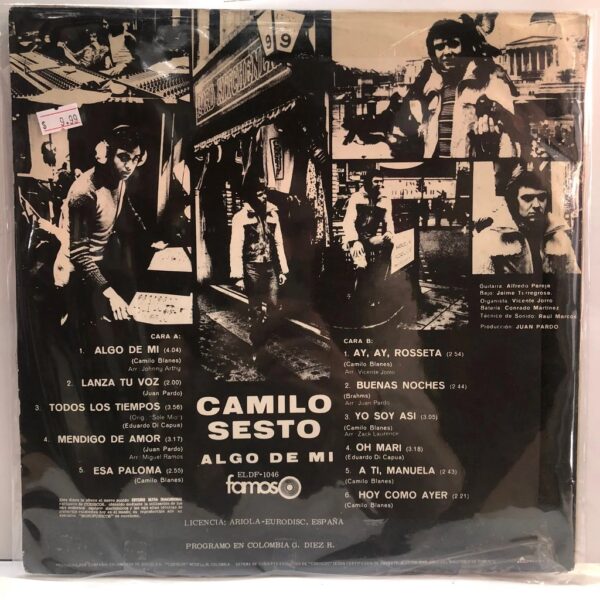 99
$ 9.99
Guitarra: Alfredo Pareja
Bajo: Jaime Torregrosa
Organista: Vicente Jorro
Batería: Conrado Martínez
Técnico de Sonido: Raúl Marcos
Producción: JUAN PARDO
CARA A:
1. ALGO DE MI (4.04)
(Camilo Blanes)
Arr. Johnny Arthy
2. LANZA TU VOZ (2.00)
(Juan Pardo)
3. TODOS LOS TIEMPOS (3.56)
(Orig. "Sole Mío")
(Eduardo Di Capua)
4. MENDIGO DE AMOR (3.17)
(Juan Pardo)
Arr. Miguel Ramos
5. ESA PALOMA (2.55)
(Camilo Blanes)
CARA B:
1. AY, AY, ROSSETA (2 54)
(Camilo Blanes)
Arr. Vicente Jorro
2. BUENAS NOCHES (2 44)
(Brahms)
Arr. Juan Pardo
3. YO SOY ASI (3.05)
(Camilo Blanes)
Arr. Zack Laurence
4. OH MARI (3.18)
(Eduardo Di Capua)
5. A TI, MANUELA (2 43)
(Camilo Blanes)
6. HOY COMO AYER (2 21)
(Camilo Blanes)
CAMILO
SESTO
ALGO DE MI
ELDF-1046
famoso
LICENCIA: ARIOLA-EURODISC, ESPAÑA
PROGRAMO EN COLOMBIA G. DIEZ R.